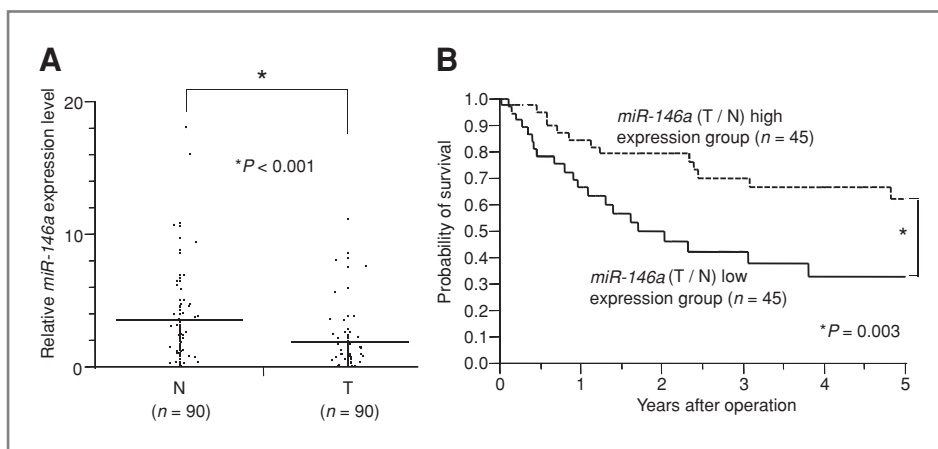 A
*
20
10
0
Relative miR-146a expression level
*P < 0.001
N
(n = 90)
T
(n = 90)
B
1.0
0.9
0.8
0.7
0.6
0.5
0.4
0.3
0.2
0.1
0.0
Probability of survival
miR-146a (T / N) high
expression group (n = 45)
*
miR-146a (T / N) low
expression group (n = 45)
*P = 0.003
0 1 2 3 4 5
Years after operation